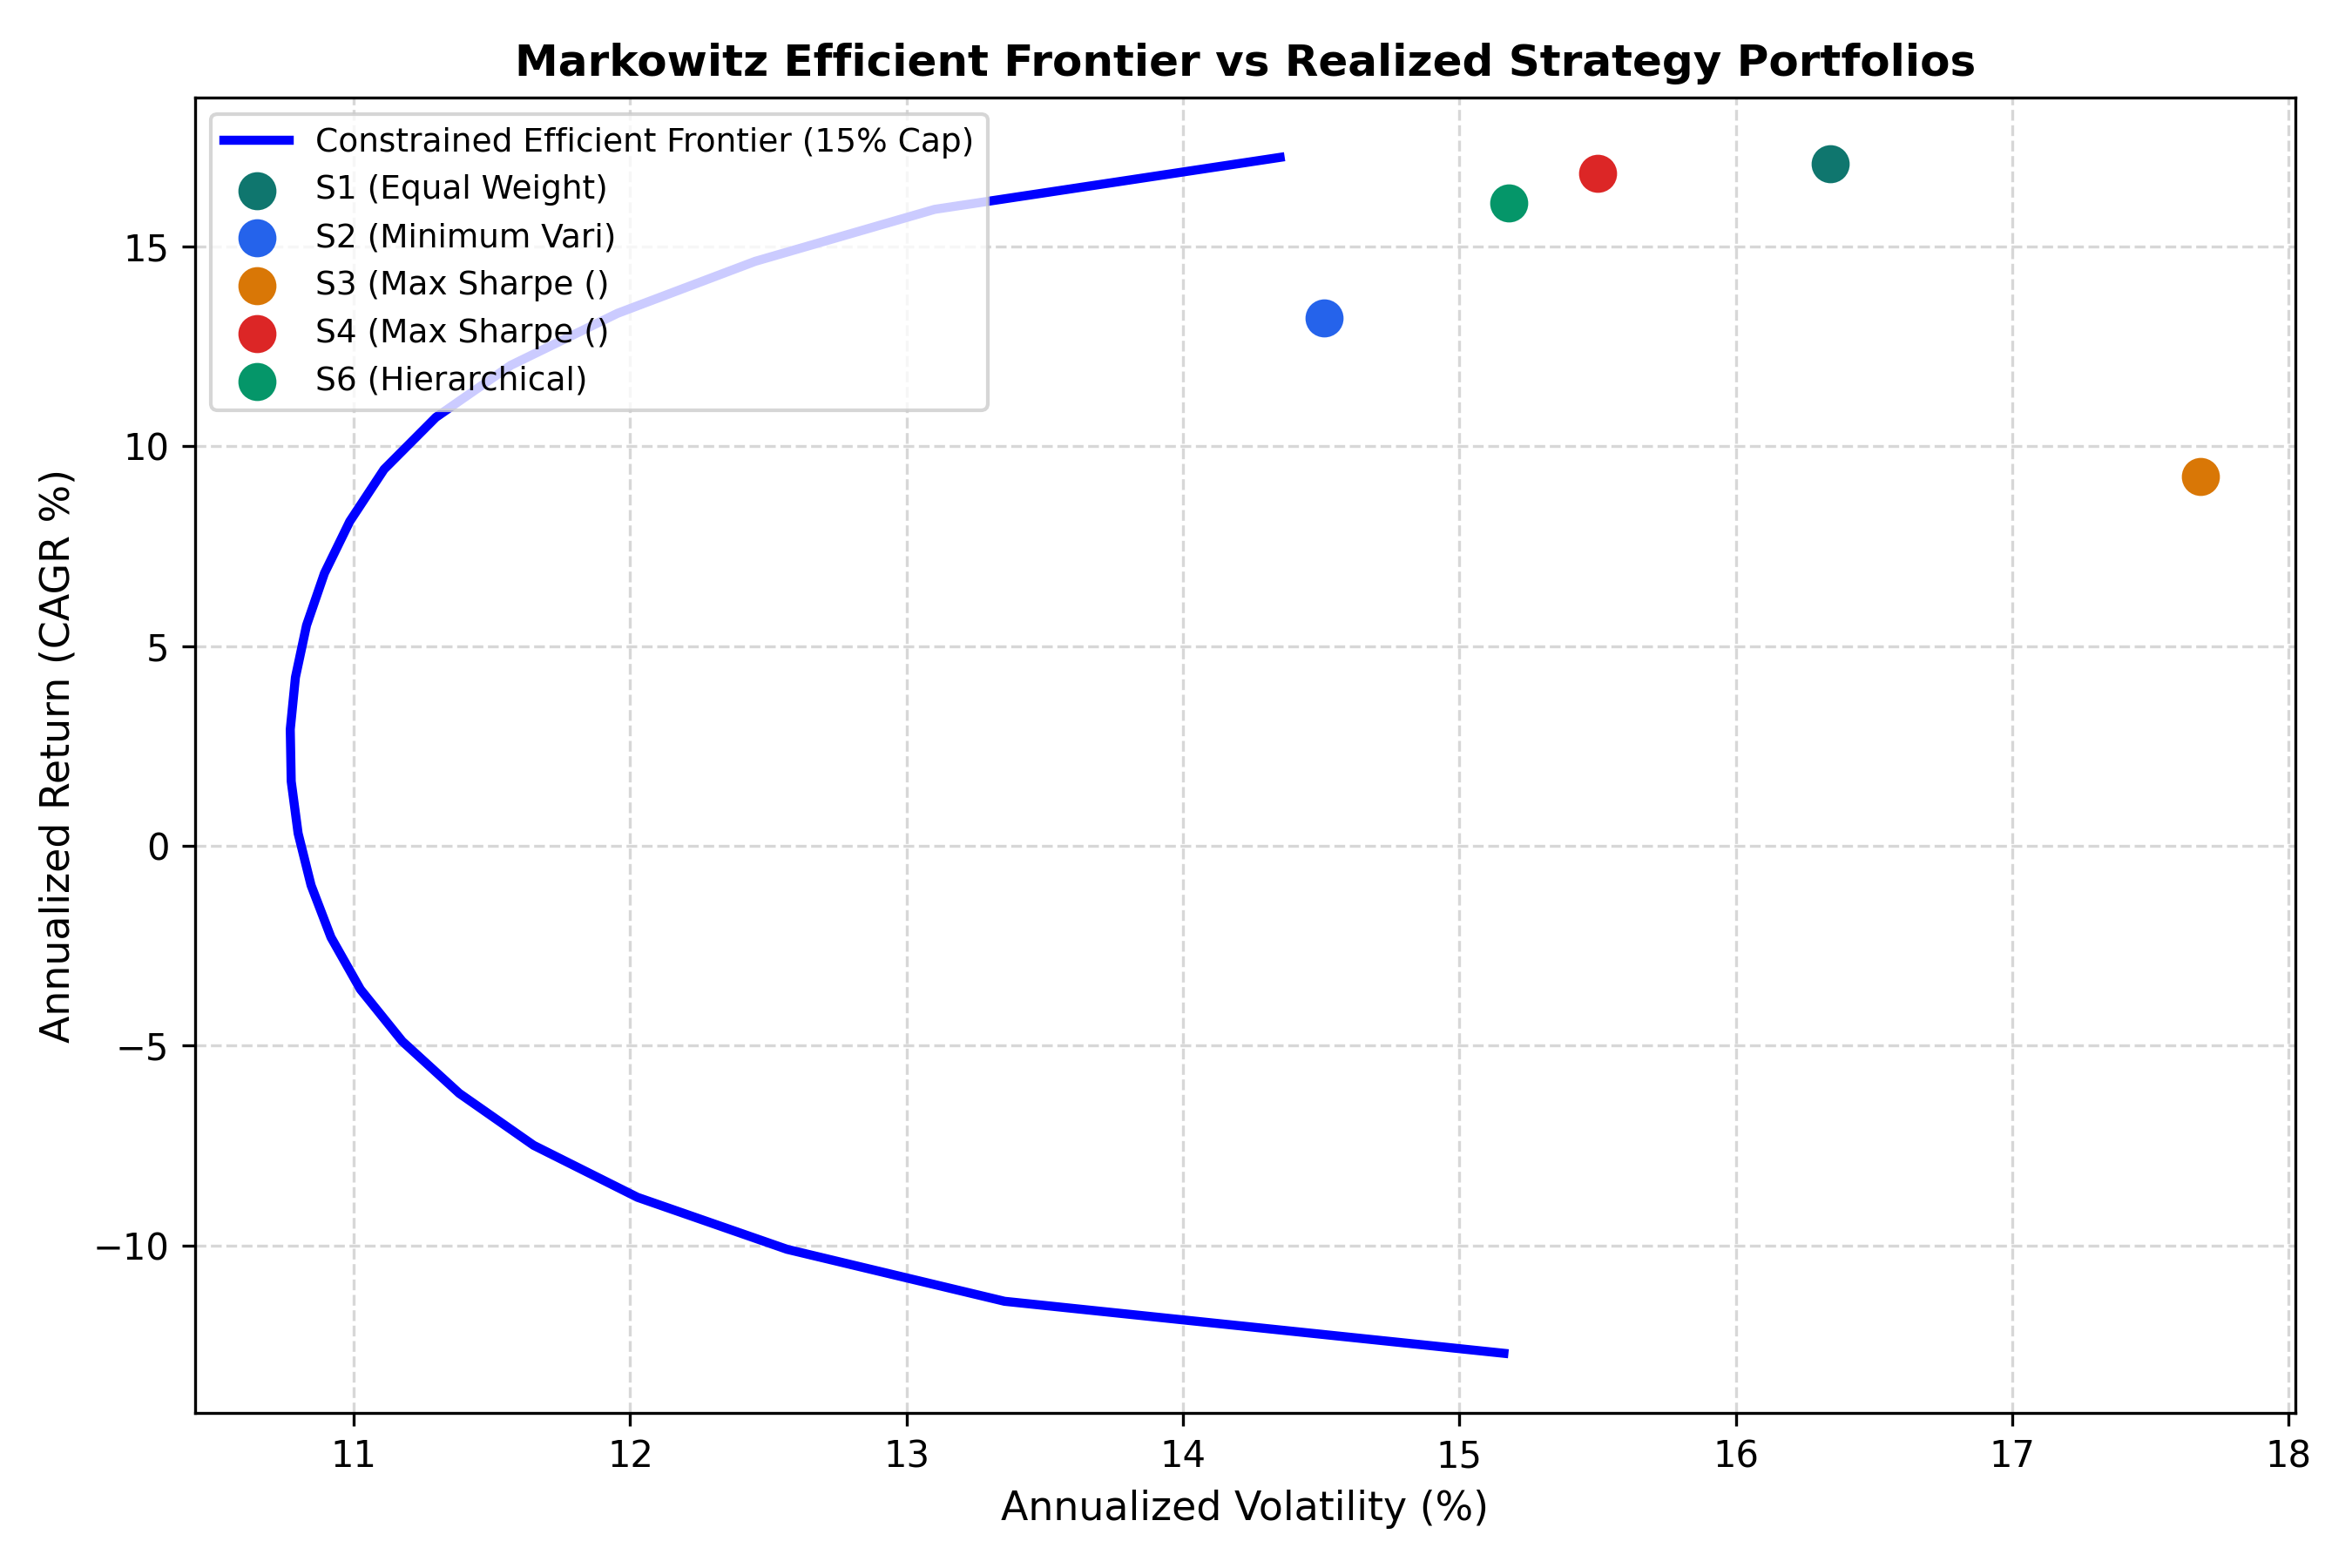 Markowitz Efficient Frontier vs Realized Strategy Portfolios
Constrained Efficient Frontier (15% Cap)
S1 (Equal Weight)
S2 (Minimum Vari)
S3 (Max Sharpe ()
S4 (Max Sharpe ()
S6 (Hierarchical)
Annualized Return (CAGR %)
15
10
5
0
−5
−10
11 12 13 14 15 16 17 18
Annualized Volatility (%)